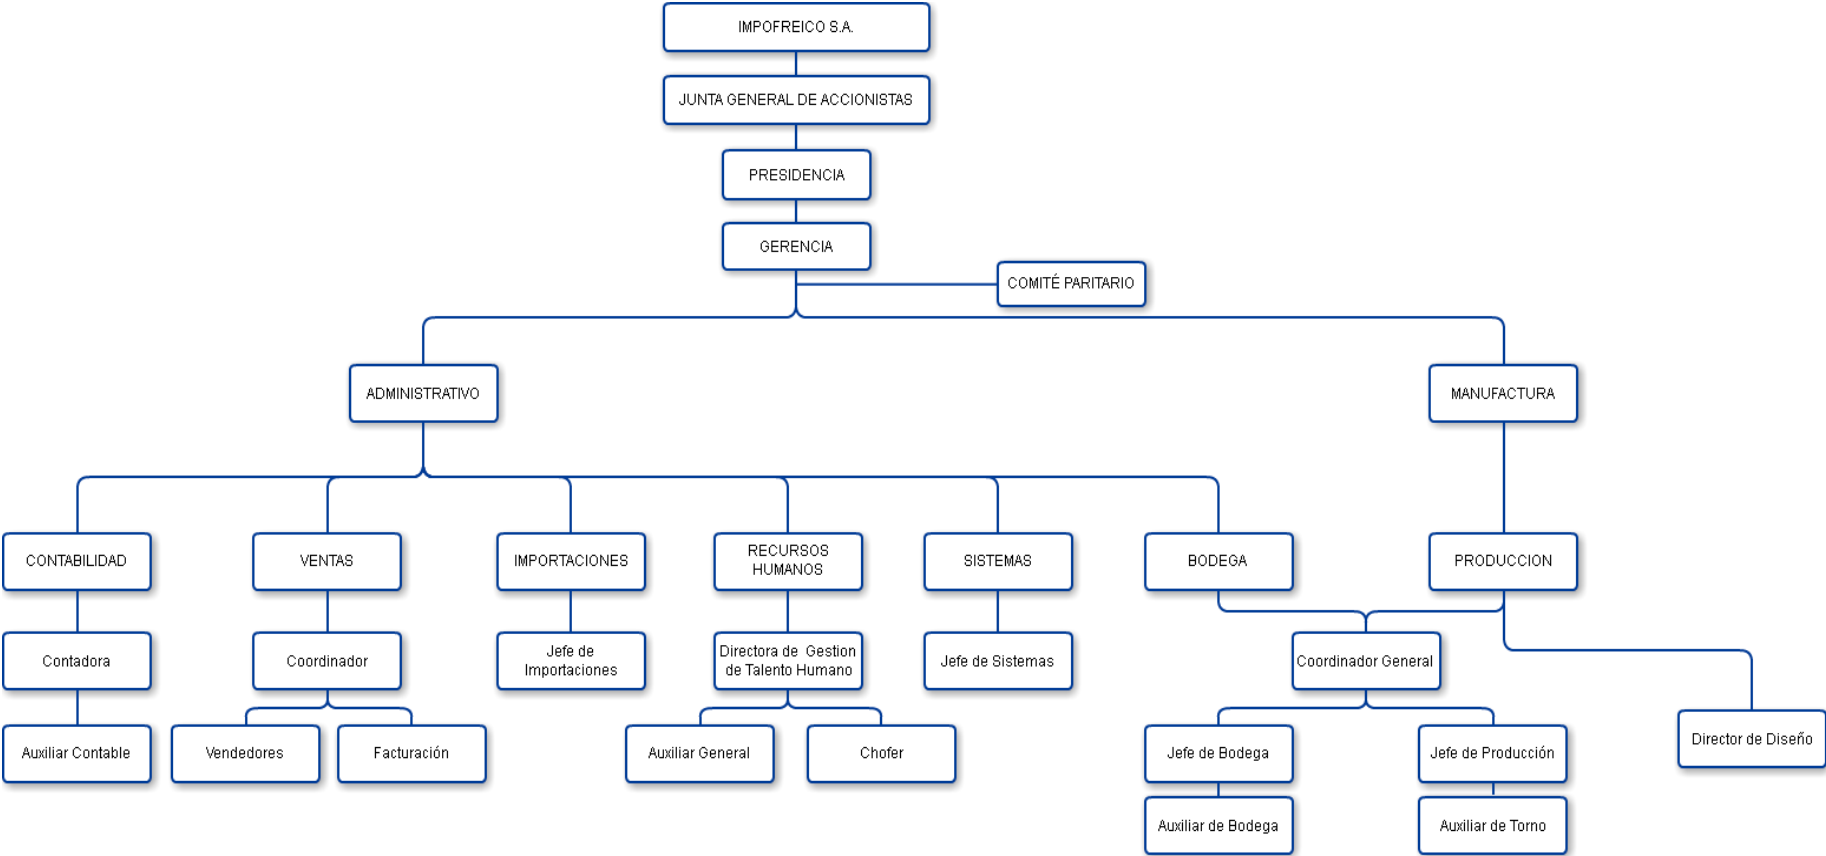 IMPOFREICO S.A.
JUNTA GENERAL DE ACCIONISTAS
PRESIDENCIA
GERENCIA
COMITÉ PARITARIO
ADMINISTRATIVO
MANUFACTURA
CONTABILIDAD
VENTAS
IMPORTACIONES
RECURSOS
HUMANOS
SISTEMAS
BODEGA
PRODUCCION
Contadora
Coordinador
Jefe de
Importaciones
Directora de Gestion
de Talento Humano
Jefe de Sistemas
Coordinador General
Auxiliar Contable
Vendedores
Facturación
Auxiliar General
Chofer
Jefe de Bodega
Jefe de Producción
Director de Diseño
Auxiliar de Bodega
Auxiliar de Torno